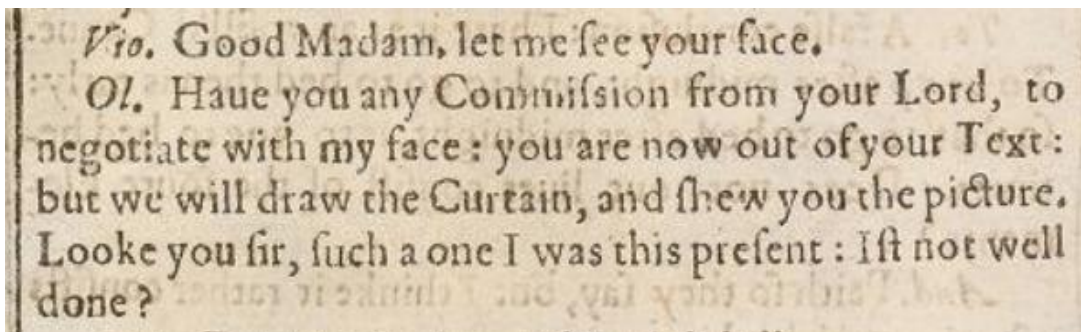 Vio. Good Madam, let me ſee your face.
Ol. Haue you any Commiſsion from your Lord, to
negotiate with my face : you are now out of your Text :
but we will draw the Curtain, and ſhew you the picture.
Looke you ſir, ſuch a one I was this preſent : Iſt not well
done ?